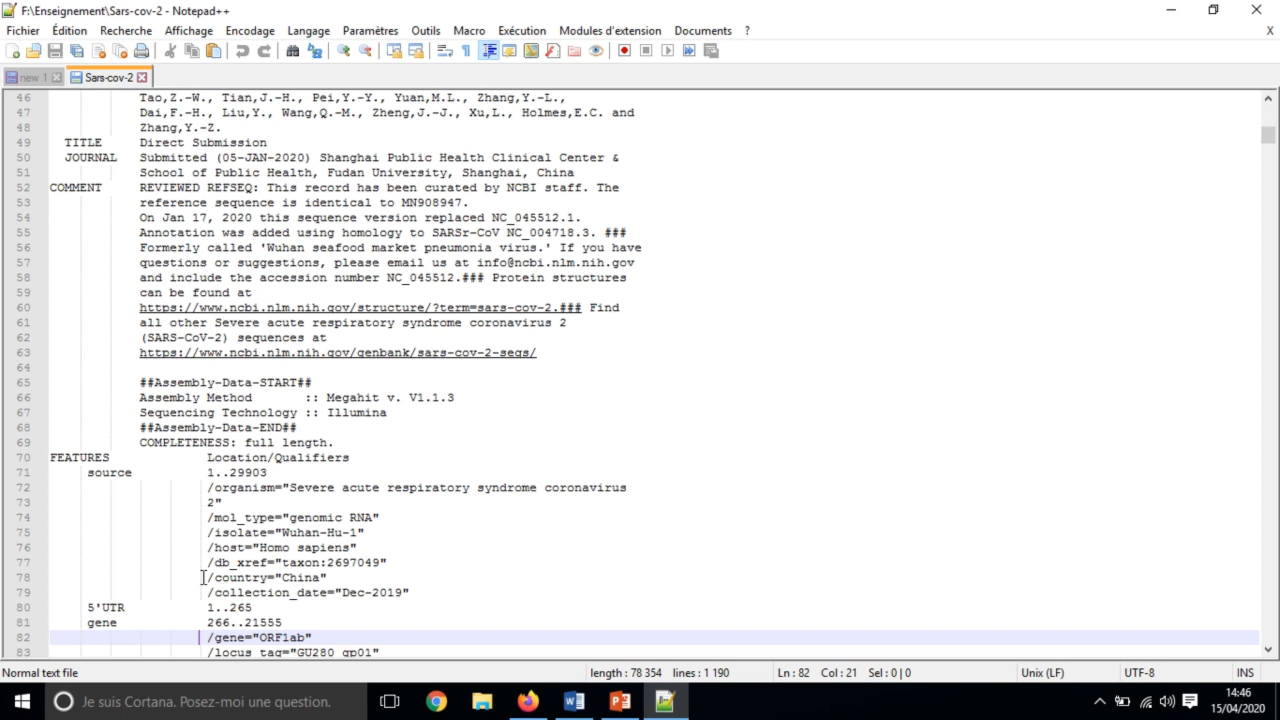 F:\Enseignement\Sars-cov-2 - Notepad++
Fichier Édition Recherche Affichage Encodage Langage Paramètres Outils Macro Exécution Modules d'extension Documents ? X
new 1 Sars-cov-2
46 Tao,Z.-W., Tian,J.-H., Pei,Y.-Y., Yuan,M.L., Zhang,Y.-L.,
47 Dai,F.-H., Liu,Y., Wang,Q.-M., Zheng,J.-J., Xu,L., Holmes,E.C. and
48 Zhang,Y.-Z.
49 TITLE Direct Submission
50 JOURNAL Submitted (05-JAN-2020) Shanghai Public Health Clinical Center &
51 School of Public Health, Fudan University, Shanghai, China
52 COMMENT REVIEWED REFSEQ: This record has been curated by NCBI staff. The
53 reference sequence is identical to MN908947.
54 On Jan 17, 2020 this sequence version replaced NC_045512.1.
55 Annotation was added using homology to SARSr-CoV NC_004718.3. ###
56 Formerly called 'Wuhan seafood market pneumonia virus.' If you have
57 questions or suggestions, please email us at info@ncbi.nlm.nih.gov
58 and include the accession number NC_045512.### Protein structures
59 can be found at
60 https://www.ncbi.nlm.nih.gov/structure/?term=sars-cov-2.### Find
61 all other Severe acute respiratory syndrome coronavirus 2
62 (SARS-CoV-2) sequences at
63 https://www.ncbi.nlm.nih.gov/genbank/sars-cov-2-seqs/
64
65 ##Assembly-Data-START##
66 Assembly Method :: Megahit v. V1.1.3
67 Sequencing Technology :: Illumina
68 ##Assembly-Data-END##
69 COMPLETENESS: full length.
70 FEATURES Location/Qualifiers
71 source 1..29903
72 /organism="Severe acute respiratory syndrome coronavirus
73 2"
74 /mol_type="genomic RNA"
75 /isolate="Wuhan-Hu-1"
76 /host="Homo sapiens"
77 /db_xref="taxon:2697049"
78 /country="China"
79 /collection_date="Dec-2019"
80 5'UTR 1..265
81 gene 266..21555
82 /gene="ORF1ab"
83 /locus_tag="GU280_gp01"
Normal text file length : 78 354 lines : 1 190 Ln : 82 Col : 21 Sel : 0 | 0 Unix (LF) UTF-8 INS
Je suis Cortana. Posez-moi une question.
14:46
15/04/2020